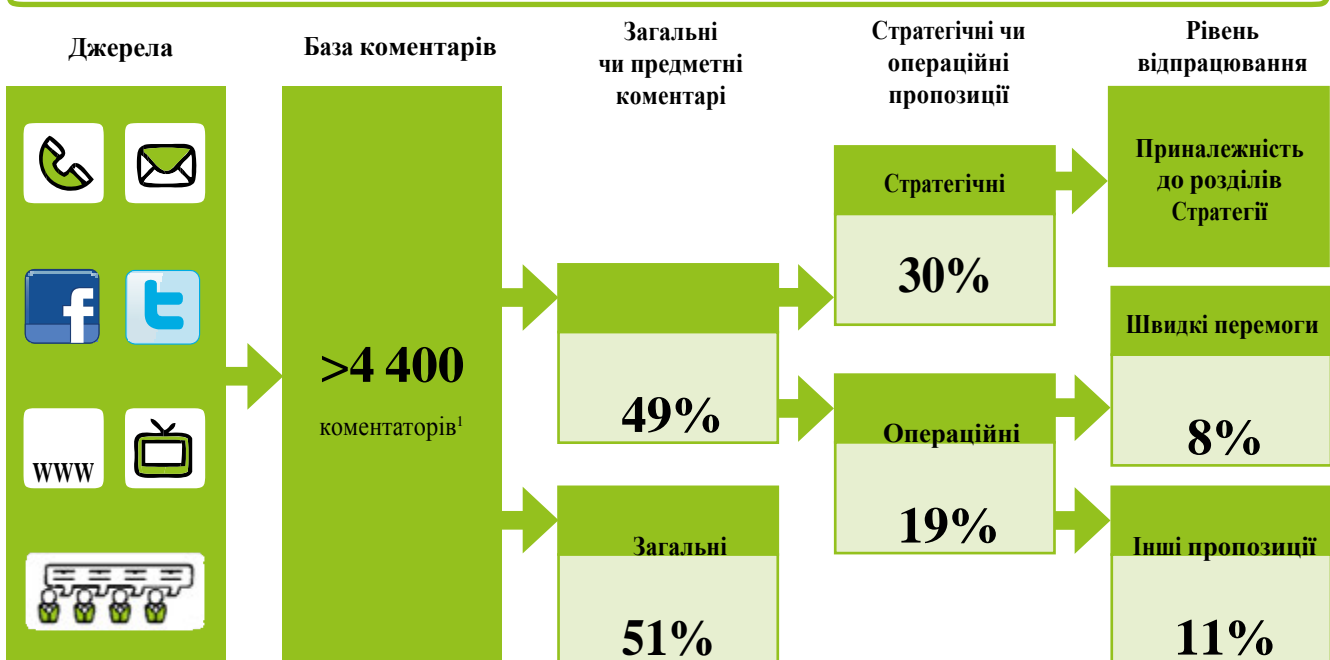 Джерела
База коментарів
Загальні
чи предметні
коментарі
Стратегічні чи
операційні
пропозиції
Рівень
відпрацювання
f
t
www
>4 400
коментаторів¹
49%
Загальні
51%
Стратегічні
30%
Операційні
19%
Приналежність
до розділів
Стратегії
Швидкі перемоги
8%
Інші пропозиції
11%